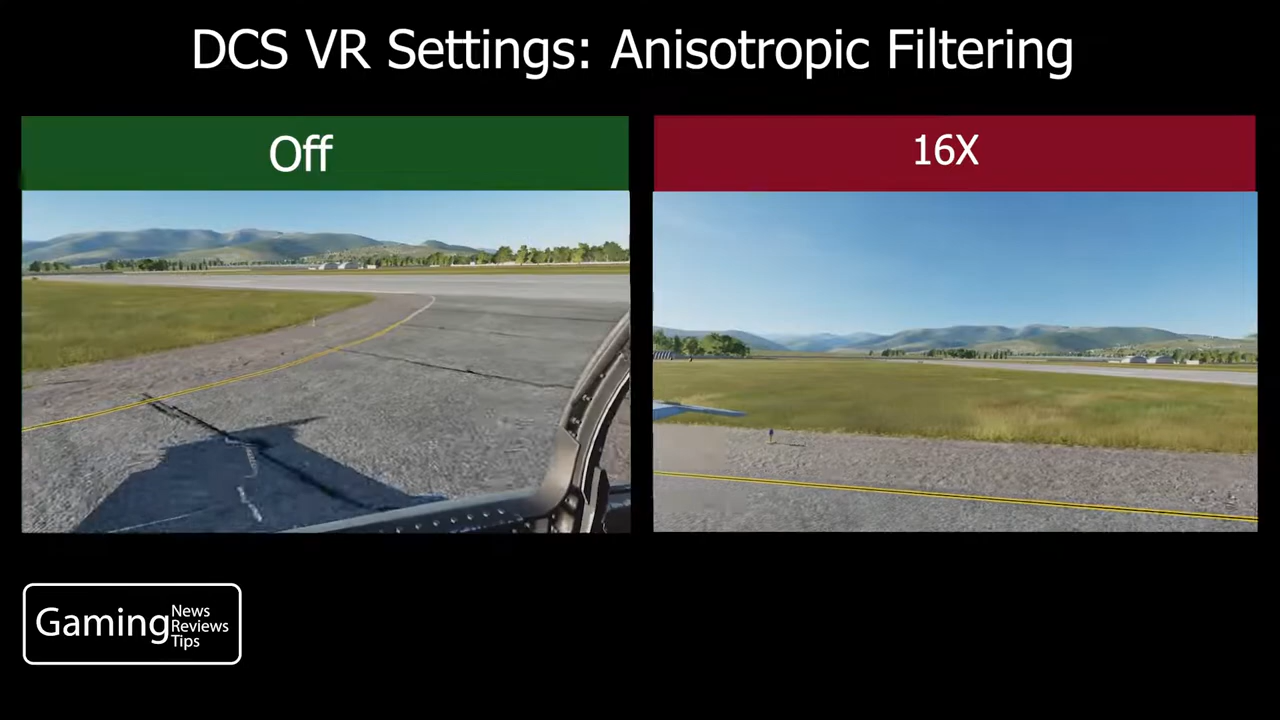 DCS VR Settings: Anisotropic Filtering
Off
16X
Gaming
News
Reviews
Tips